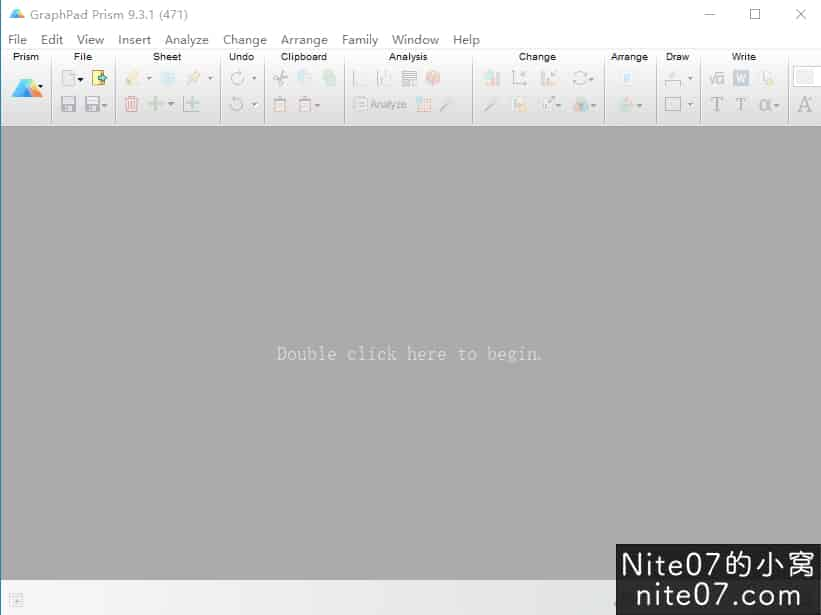 GraphPad Prism 9.3.1 (471)
File Edit View Insert Analyze Change Arrange Family Window Help
Prism File Sheet Undo Clipboard Analysis Change Arrange Draw Write
√α W
Analyze T T α A
Double click here to begin.
Nite07的小窝
nite07.com